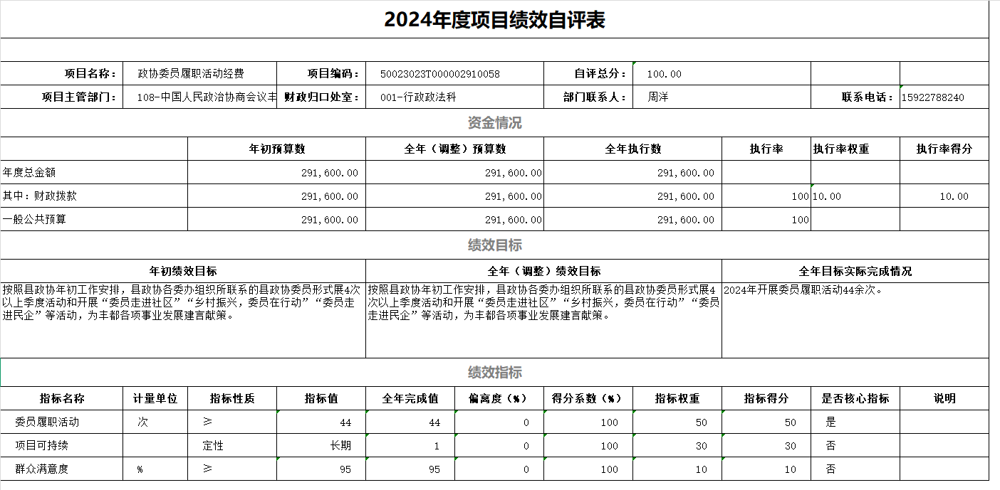 2024年度项目绩效自评表
项目名称： 政协委员履职活动经费 项目编码： 50023023T000002910058 自评总分： 100.00
项目主管部门： 108-中国人民政治协商会议丰 财政归口处室： 001-行政政法科 部门联系人： 周洋 联系电话： 15922788240
资金情况
年初预算数 全年（调整）预算数 全年执行数 执行率 执行率权重 执行率得分
年度总金额 291,600.00 291,600.00 291,600.00
其中：财政拨款 291,600.00 291,600.00 291,600.00 100 10.00 10.00
一般公共预算 291,600.00 291,600.00 291,600.00 100
绩效目标
年初绩效目标 全年（调整）绩效目标 全年目标实际完成情况
按照县政协年初工作安排，县政协各委办组织所联系的县政协委员形式展4次
以上季度活动和开展“委员走进社区”“乡村振兴，委员在行动”“委员走
进民企”等活动，为丰都各项事业发展建言献策。
按照县政协年初工作安排，县政协各委办组织所联系的县政协委员形式展4
次以上季度活动和开展“委员走进社区”“乡村振兴，委员在行动”“委员
走进民企”等活动，为丰都各项事业发展建言献策。
2024年开展委员履职活动44余次。
绩效指标
指标名称 计量单位 指标性质 指标值 全年完成值 偏离度（%） 得分系数（%） 指标权重 指标得分 是否核心指标 说明
委员履职活动 次 ≥ 44 44 0 100 50 50 是
项目可持续 定性 长期 1 0 100 30 30 否
群众满意度 % ≥ 95 95 0 100 10 10 否